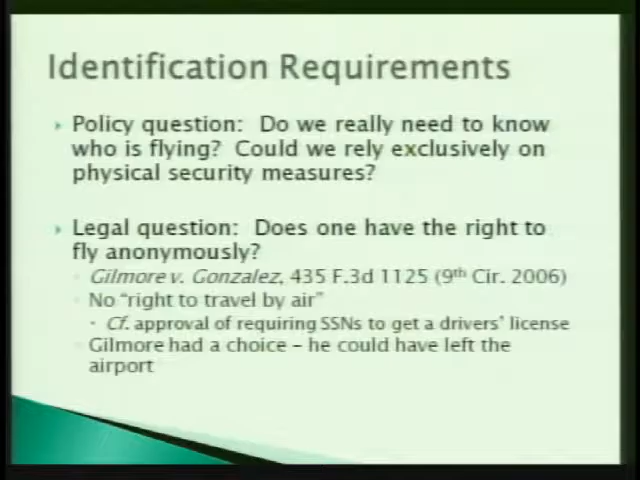 Identification Requirements
Policy question: Do we really need to know
who is flying? Could we rely exclusively on
physical security measures?
Legal question: Does one have the right to
fly anonymously?
Gilmore v. Gonzalez, 435 F.3d 1125 (9th Cir. 2006)
No “right to travel by air”
Cf. approval of requiring SSNs to get a drivers’ license
Gilmore had a choice – he could have left the
airport